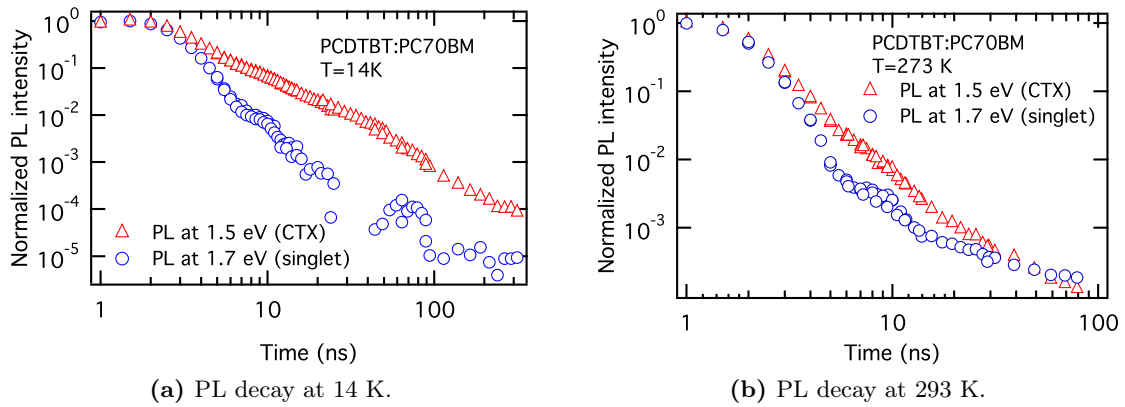 Normalized PL intensity
10^0
10^-1
10^-2
10^-3
10^-4
10^-5
PCDTBT:PC70BM
T=14K
PL at 1.5 eV (CTX)
PL at 1.7 eV (singlet)
1
10
100
Time (ns)
(a) PL decay at 14 K.
Normalized PL intensity
10^0
10^-1
10^-2
10^-3
PCDTBT:PC70BM
T=273 K
PL at 1.5 eV (CTX)
PL at 1.7 eV (singlet)
1
10
100
Time (ns)
(b) PL decay at 293 K.